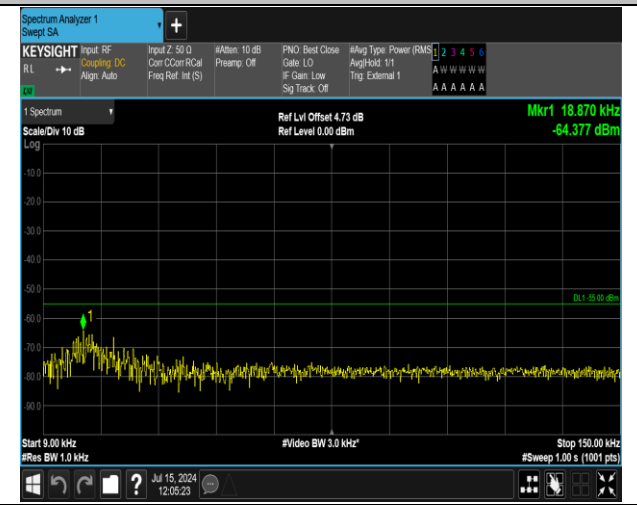 Spectrum Analyzer 1
Swept SA
+
KEYSIGHT Input: RF Input Z: 50 Ω #Atten: 10 dB PNO: Best Close #Avg Type: Power (RMS 1 2 3 4 5 6
RL Coupling: DC Corr CCorr RCal Preamp: Off Gate: LO Avg|Hold: 1/1 A W W W W W
Align: Auto Freq Ref: Int (S) IF Gain: Low Trig: External 1
Sig Track: Off A A A A A A
LXI
1 Spectrum Ref Lvl Offset 4.73 dB Mkr1 18.870 kHz
Scale/Div 10 dB Ref Level 0.00 dBm -64.377 dBm
Log
-10.0
-20.0
-30.0
-40.0
-50.0
DL1 -55.00 dBm
-60.0 1
-70.0
-80.0
-90.0
Start 9.00 kHz #Video BW 3.0 kHz* Stop 150.00 kHz
#Res BW 1.0 kHz #Sweep 1.00 s (1001 pts)
? Jul 15, 2024
12:05:23